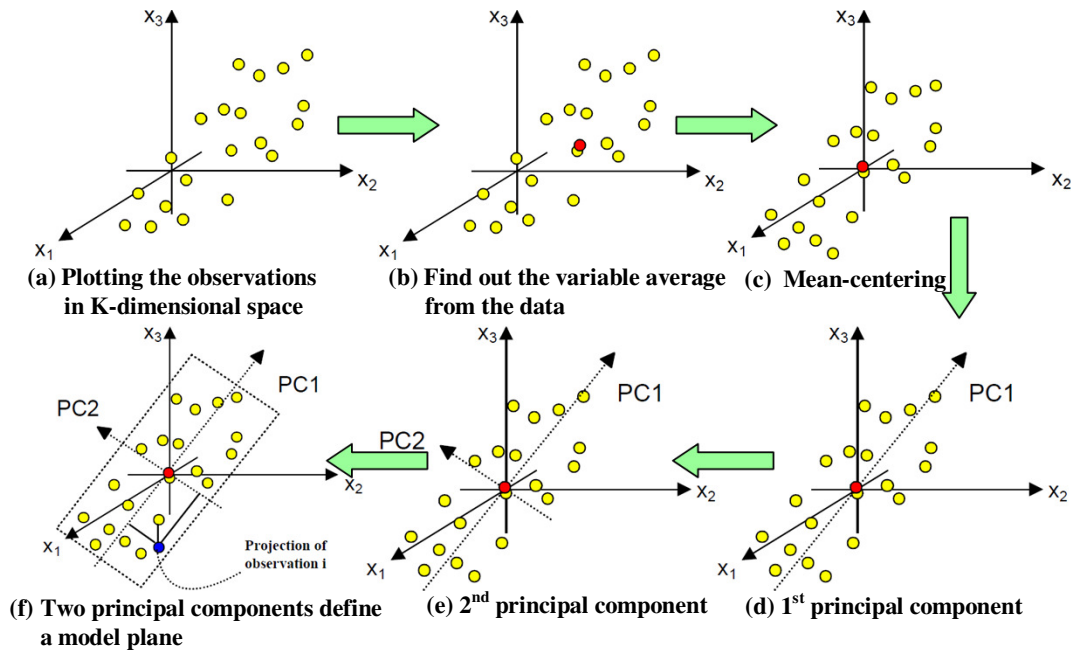 x₃
x₂
x₁
(a) Plotting the observations
in K-dimensional space
x₃
x₂
x₁
(b) Find out the variable average
from the data
x₃
x₂
x₁
(c) Mean-centering
x₃
PC1
x₂
x₁
(d) 1ˢᵗ principal component
x₃
PC1
PC2
x₂
x₁
(e) 2ⁿᵈ principal component
x₃
PC1
PC2
x₂
x₁
Projection of
observation i
(f) Two principal components define
a model plane